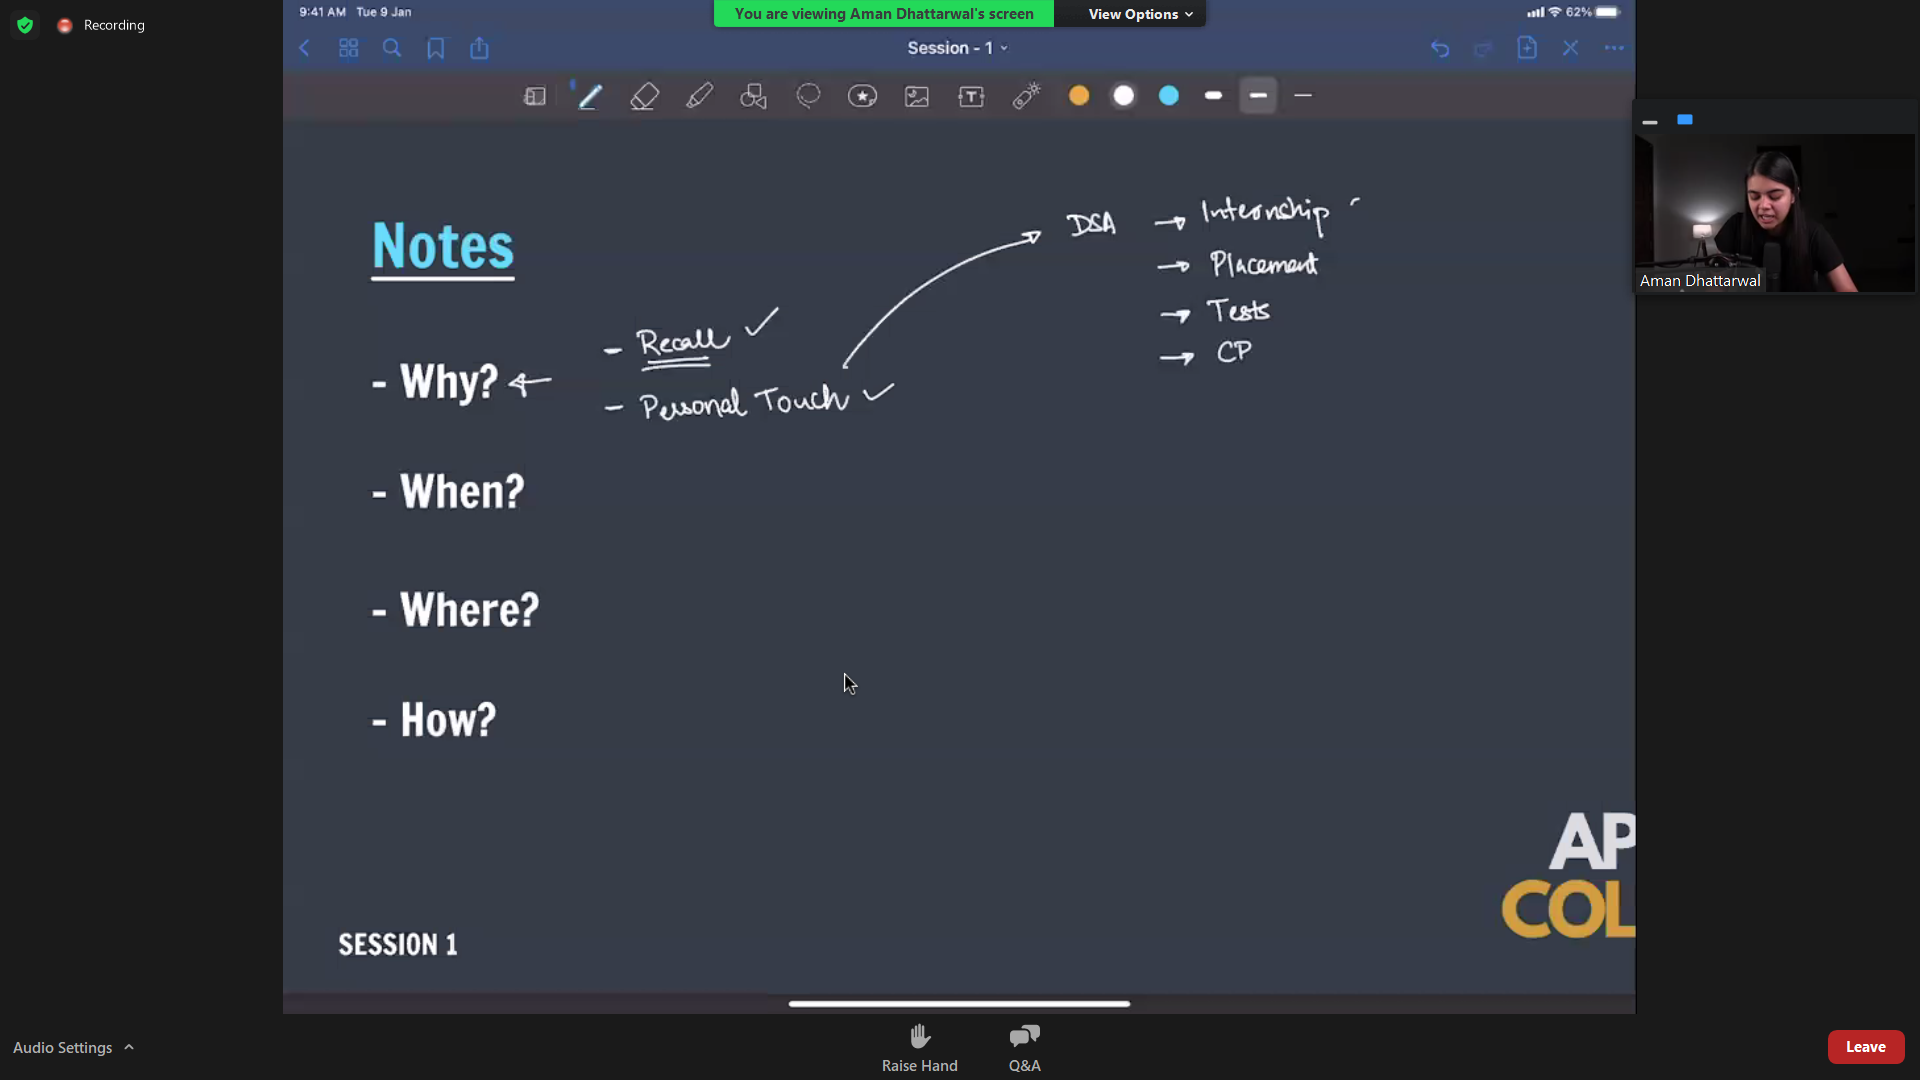 Recording
9:41 AM Tue 9 Jan
You are viewing Aman Dhattarwal's screen
View Options
62%
Session - 1
Notes
DSA → Internship
→ Placement
→ Tests
→ CP
- Why?
- Recall ✓
- Personal Touch ✓
- When?
- Where?
- How?
AP
COL
SESSION 1
Aman Dhattarwal
Audio Settings
Raise Hand
Q&A
Leave